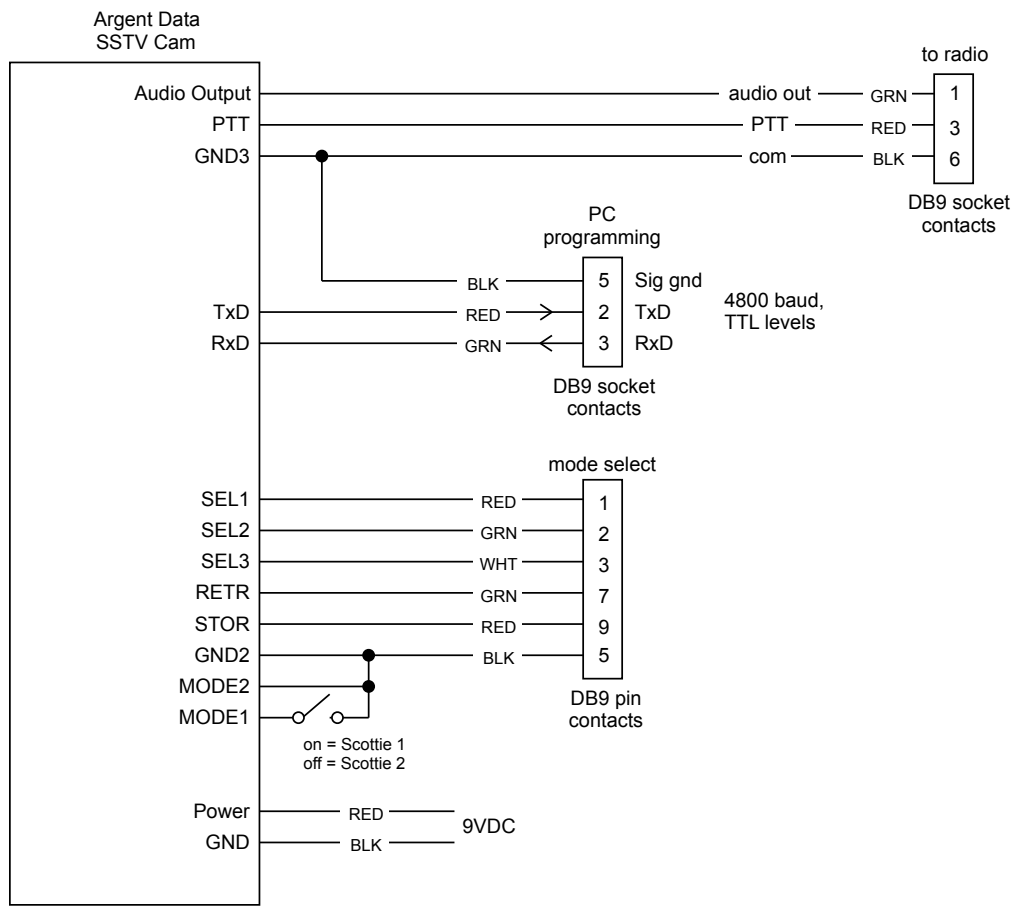 Argent Data
SSTV Cam
to radio
Audio Output audio out GRN 1
PTT PTT RED 3
GND3 com BLK 6
DB9 socket
contacts
PC
programming
BLK 5 Sig gnd
TxD RED 2 TxD
RxD GRN 3 RxD
4800 baud,
TTL levels
DB9 socket
contacts
mode select
SEL1 RED 1
SEL2 GRN 2
SEL3 WHT 3
RETR GRN 7
STOR RED 9
GND2 BLK 5
MODE2
MODE1
DB9 pin
contacts
on = Scottie 1
off = Scottie 2
Power RED
GND BLK
9VDC